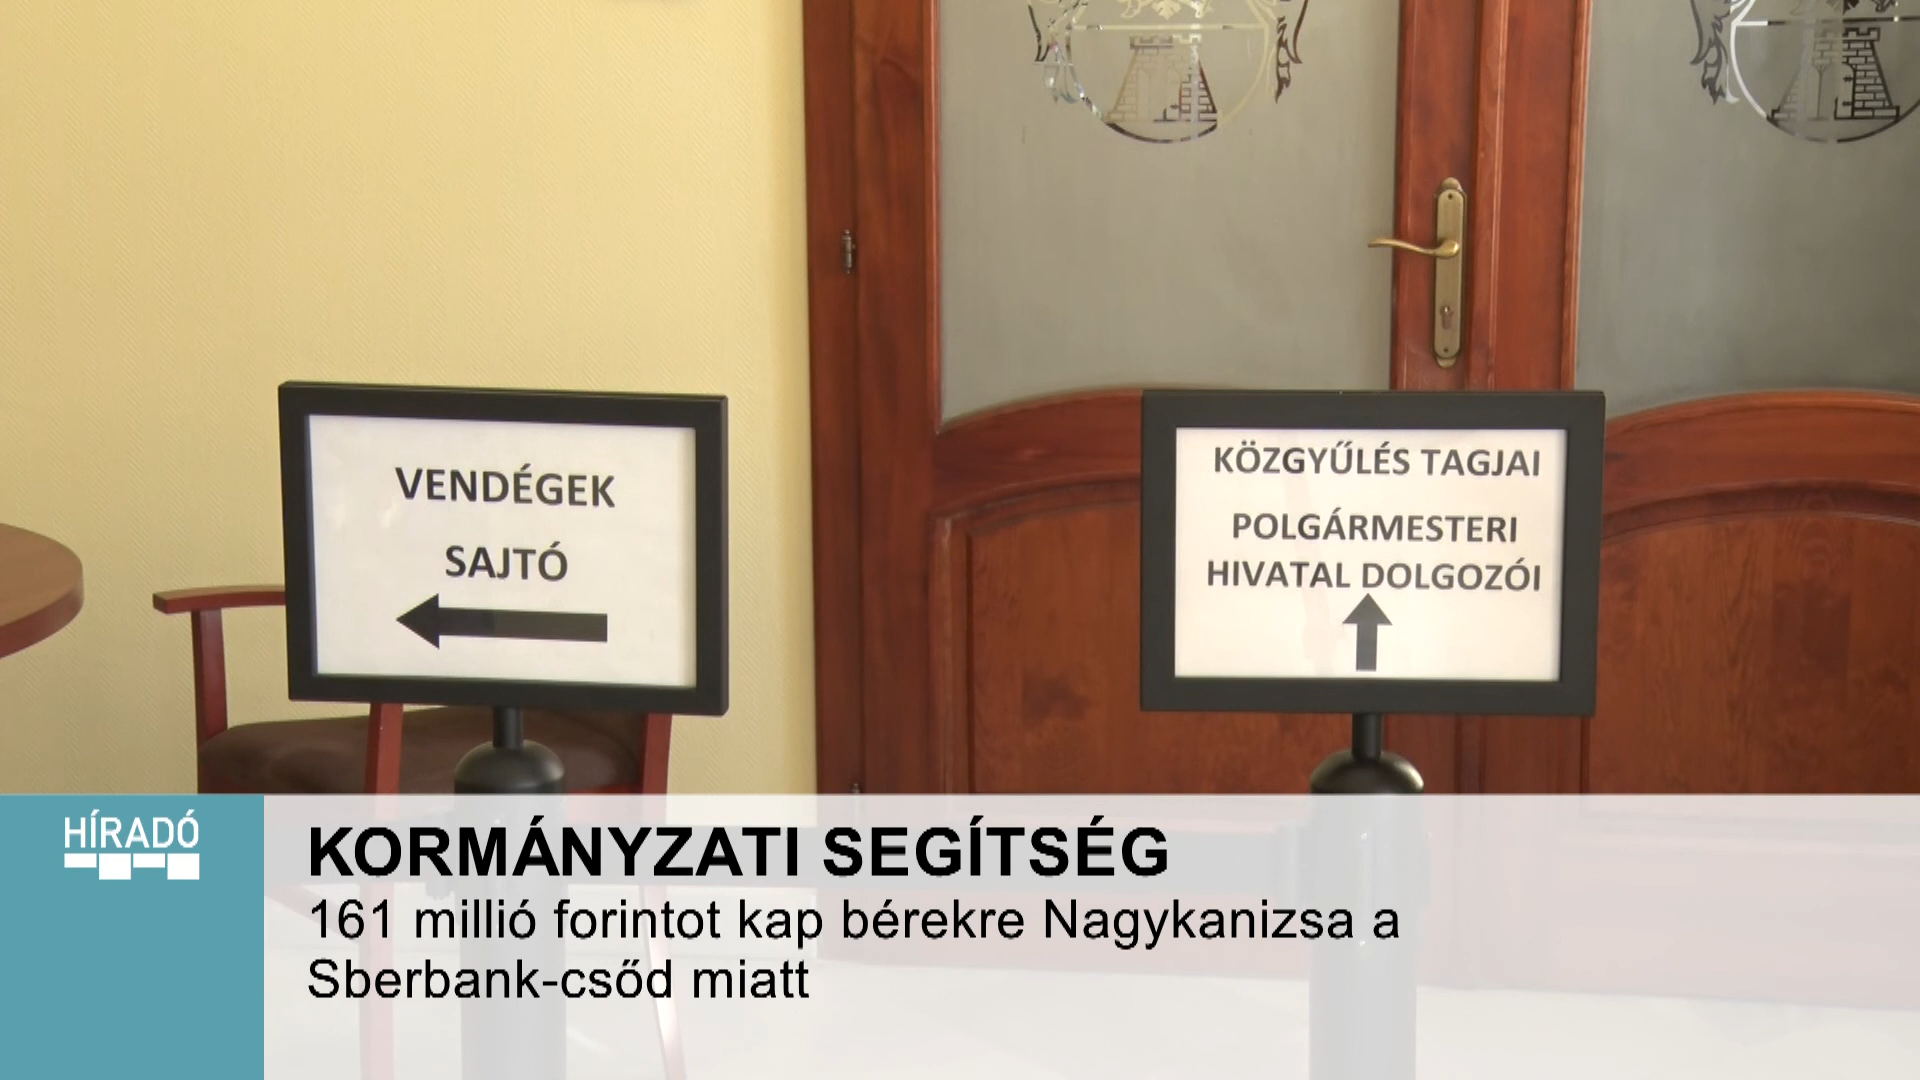 VENDÉGEK
SAJTÓ
KÖZGYŰLÉS TAGJAI
POLGÁRMESTERI
HIVATAL DOLGOZÓI
HÍRADÓ
KORMÁNYZATI SEGÍTSÉG
161 millió forintot kap bérekre Nagykanizsa a
Sberbank-csőd miatt